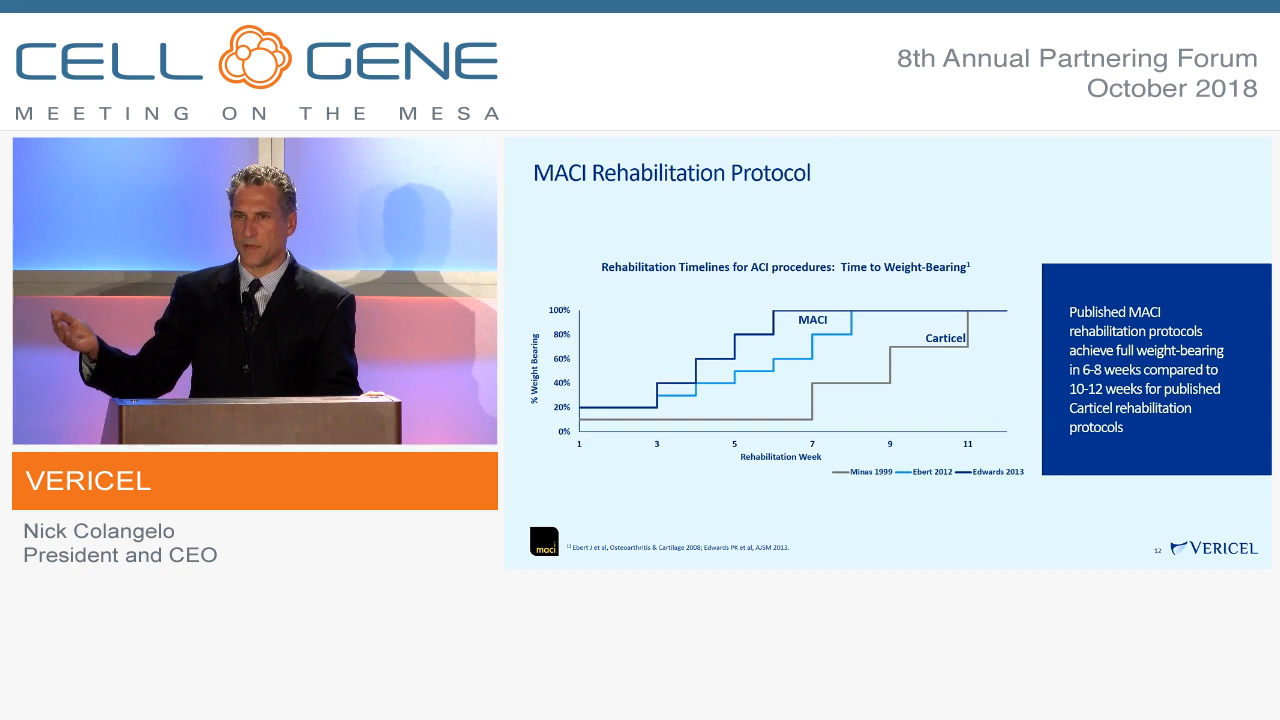 CELL GENE
MEETING ON THE MESA
8th Annual Partnering Forum
October 2018
VERICEL
Nick Colangelo
President and CEO
MACI Rehabilitation Protocol
Rehabilitation Timelines for ACI procedures: Time to Weight-Bearing1
% Weight Bearing
100%
80%
60%
40%
20%
0%
MACI
Carticel
1 3 5 7 9 11
Rehabilitation Week
Minas 1999 Ebert 2012 Edwards 2013
Published MACI
rehabilitation protocols
achieve full weight-bearing
in 6-8 weeks compared to
10-12 weeks for published
Carticel rehabilitation
protocols
maci
[1] Ebert J et al, Osteoarthritis & Cartilage 2008; Edwards PK et al, AJSM 2013.
12
VERICEL